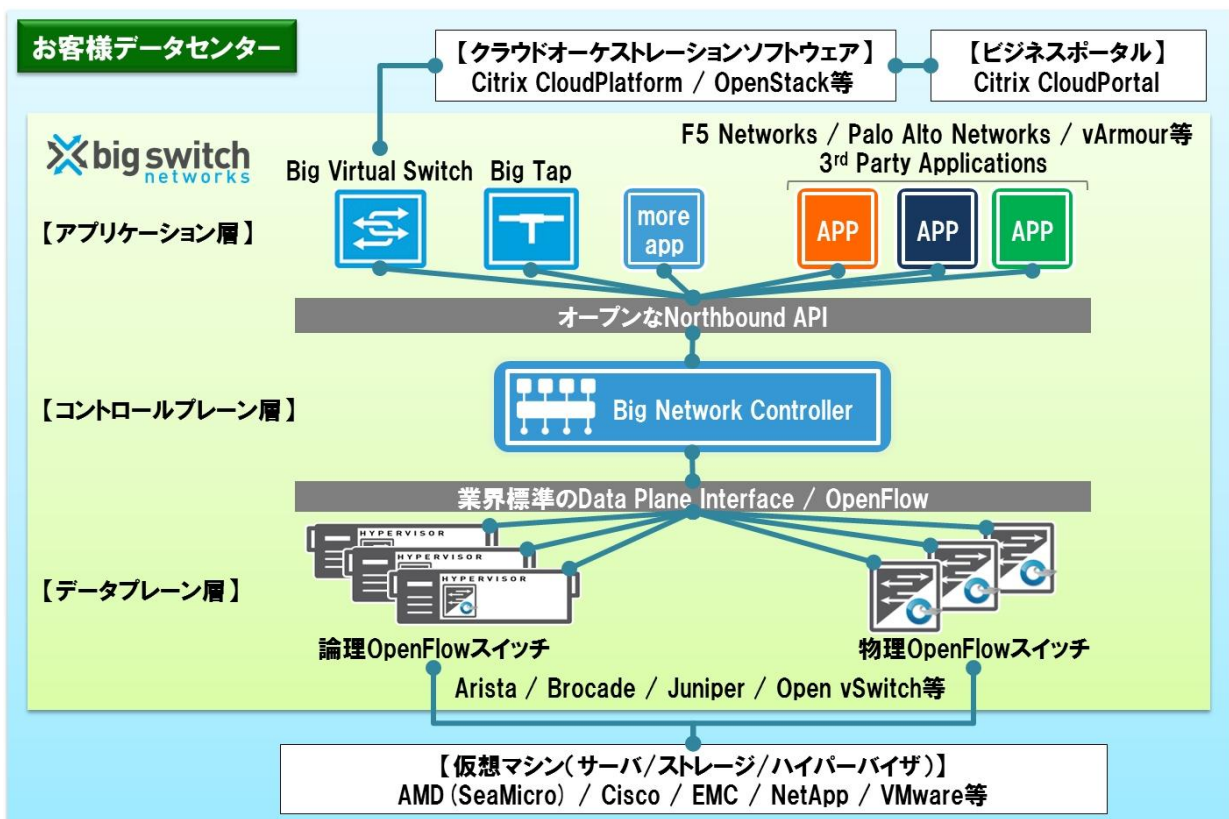 お客様データセンター
【クラウドオーケストレーションソフトウェア】
Citrix CloudPlatform / OpenStack等
【ビジネスポータル】
Citrix CloudPortal
big switch
networks
F5 Networks / Palo Alto Networks / vArmour等
3rd Party Applications
Big Virtual Switch
Big Tap
【アプリケーション層】
more
app
APP
APP
APP
オープンなNorthbound API
【コントロールプレーン層】
Big Network Controller
業界標準のData Plane Interface / OpenFlow
HYPERVISOR
HYPERVISOR
HYPERVISOR
【データプレーン層】
論理OpenFlowスイッチ
物理OpenFlowスイッチ
Arista / Brocade / Juniper / Open vSwitch等
【仮想マシン(サーバ/ストレージ/ハイパーバイザ)】
AMD (SeaMicro) / Cisco / EMC / NetApp / VMware等